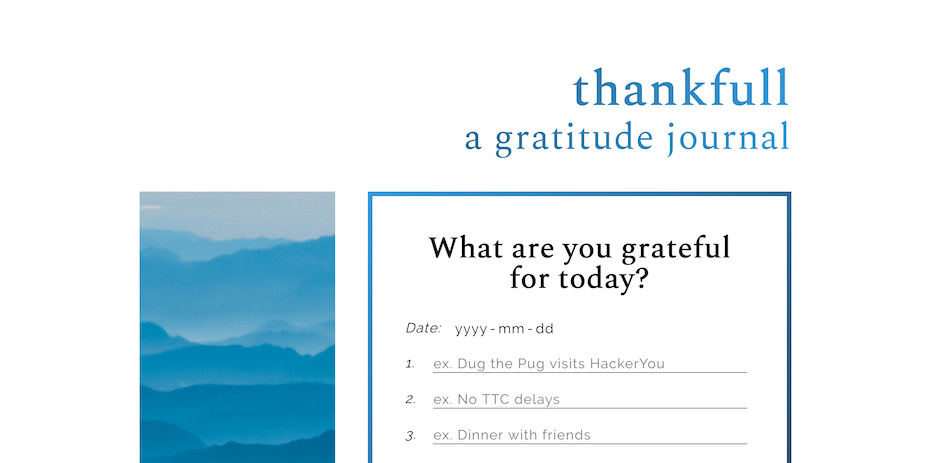 thankfull
a gratitude journal
What are you grateful
for today?
Date: yyyy-mm-dd
1. ex. Dug the Pug visits HackerYou
2. ex. No TTC delays
3. ex. Dinner with friends